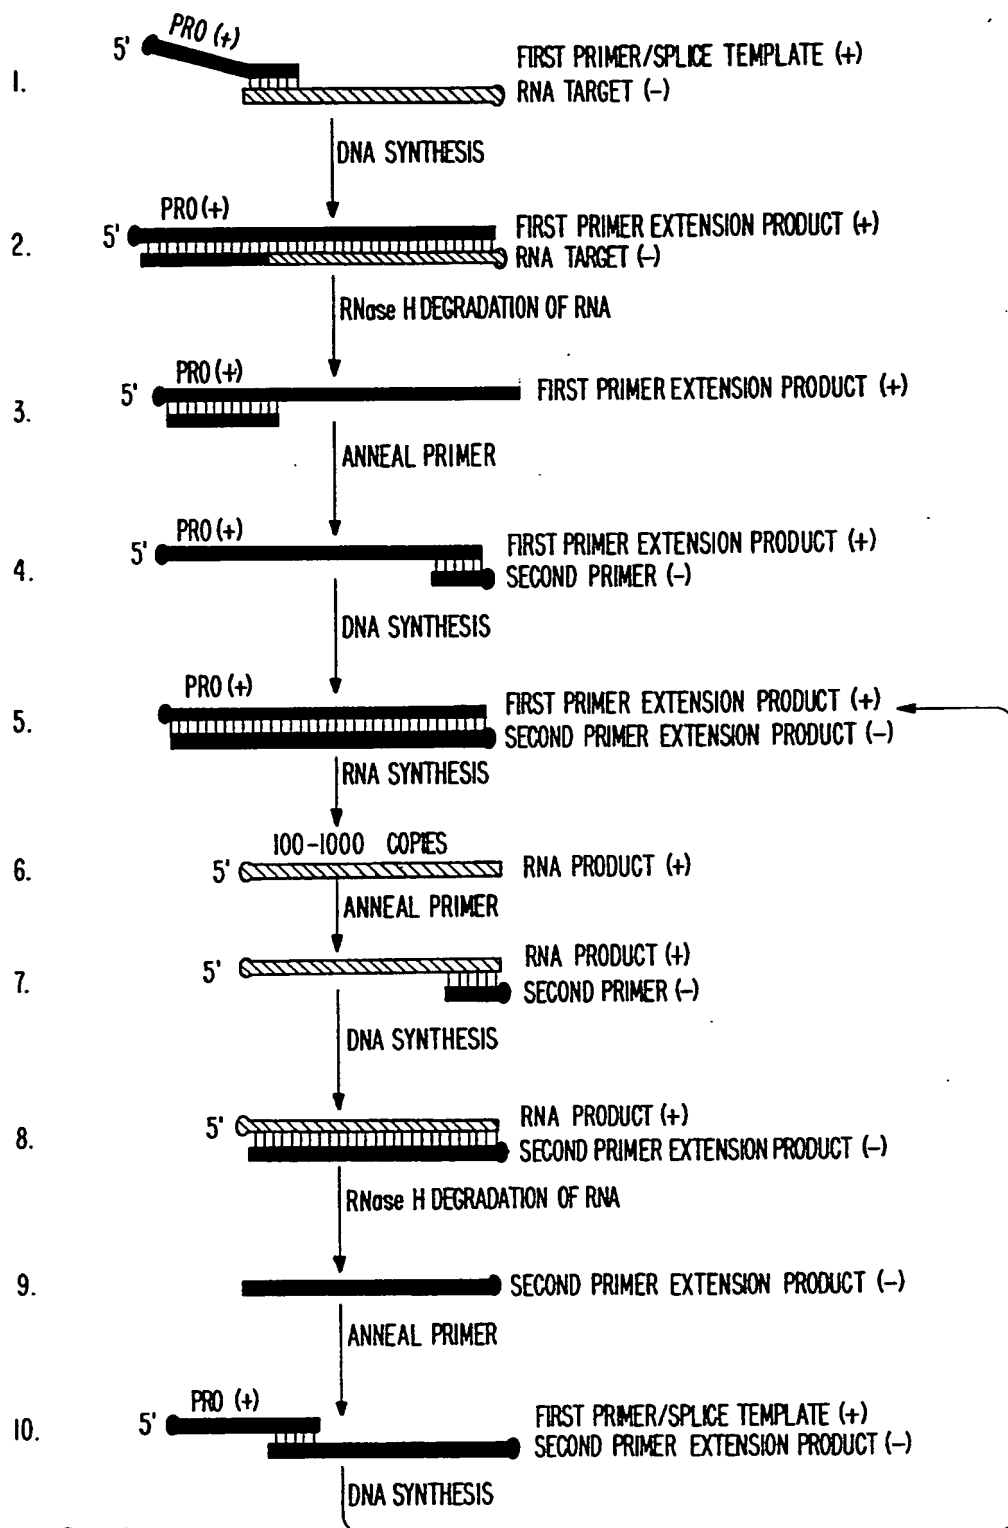 PRO (+)
5'
1.
FIRST PRIMER/SPLICE TEMPLATE (+)
RNA TARGET (-)
DNA SYNTHESIS
PRO (+)
5'
2.
FIRST PRIMER EXTENSION PRODUCT (+)
RNA TARGET (-)
RNase H DEGRADATION OF RNA
PRO (+)
5'
3.
FIRST PRIMER EXTENSION PRODUCT (+)
ANNEAL PRIMER
PRO (+)
5'
4.
FIRST PRIMER EXTENSION PRODUCT (+)
SECOND PRIMER (-)
DNA SYNTHESIS
PRO (+)
5.
FIRST PRIMER EXTENSION PRODUCT (+)
SECOND PRIMER EXTENSION PRODUCT (-)
RNA SYNTHESIS
100-1000 COPIES
6.
5'
RNA PRODUCT (+)
ANNEAL PRIMER
5'
7.
RNA PRODUCT (+)
SECOND PRIMER (-)
DNA SYNTHESIS
5'
8.
RNA PRODUCT (+)
SECOND PRIMER EXTENSION PRODUCT (-)
RNase H DEGRADATION OF RNA
9.
SECOND PRIMER EXTENSION PRODUCT (-)
ANNEAL PRIMER
PRO (+)
5'
10.
FIRST PRIMER/SPLICE TEMPLATE (+)
SECOND PRIMER EXTENSION PRODUCT (-)
DNA SYNTHESIS